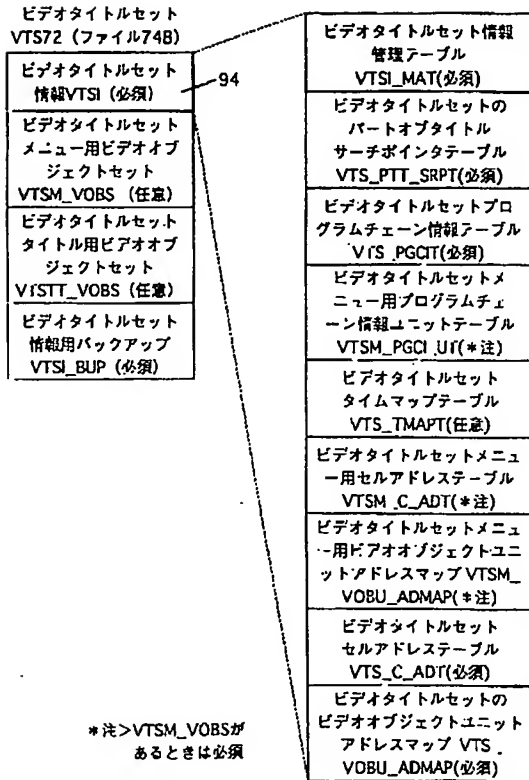 ビデオタイトルセット
VTS72（ファイル74B）
ビデオタイトルセット
情報VTSI（必須）
94
ビデオタイトルセット
メニュー用ビデオオブ
ジェクトセット
VTSM_VOBS（任意）
ビデオタイトルセット
タイトル用ビデオオブ
ジェクトセット
VTSTT_VOBS（任意）
ビデオタイトルセット
情報用バックアップ
VTSI_BUP（必須）
ビデオタイトルセット情報
管理テーブル
VTSI_MAT(必須)
ビデオタイトルセットの
パートオブタイトル
サーチポインタテーブル
VTS_PTT_SRPT(必須)
ビデオタイトルセットプロ
グラムチェーン情報テーブル
VTS_PGCIT(必須)
ビデオタイトルセットメ
ニュー用プログラムチェ
ーン情報ユニットテーブル
VTSM_PGCI_UT(*注)
ビデオタイトルセット
タイムマップテーブル
VTS_TMAPT(任意)
ビデオタイトルセットメニュ
ー用セルアドレステーブル
VTSM_C_ADT(*注)
ビデオタイトルセットメニュ
ー用ビデオオブジェクトユニ
ットアドレスマップ VTSM_
VOBU_ADMAP(*注)
ビデオタイトルセット
セルアドレステーブル
VTS_C_ADT(必須)
ビデオタイトルセットの
ビデオオブジェクトユニット
アドレスマップ VTS_
VOBU_ADMAP(必須)
*注>VTSM_VOBSが
あるときは必須